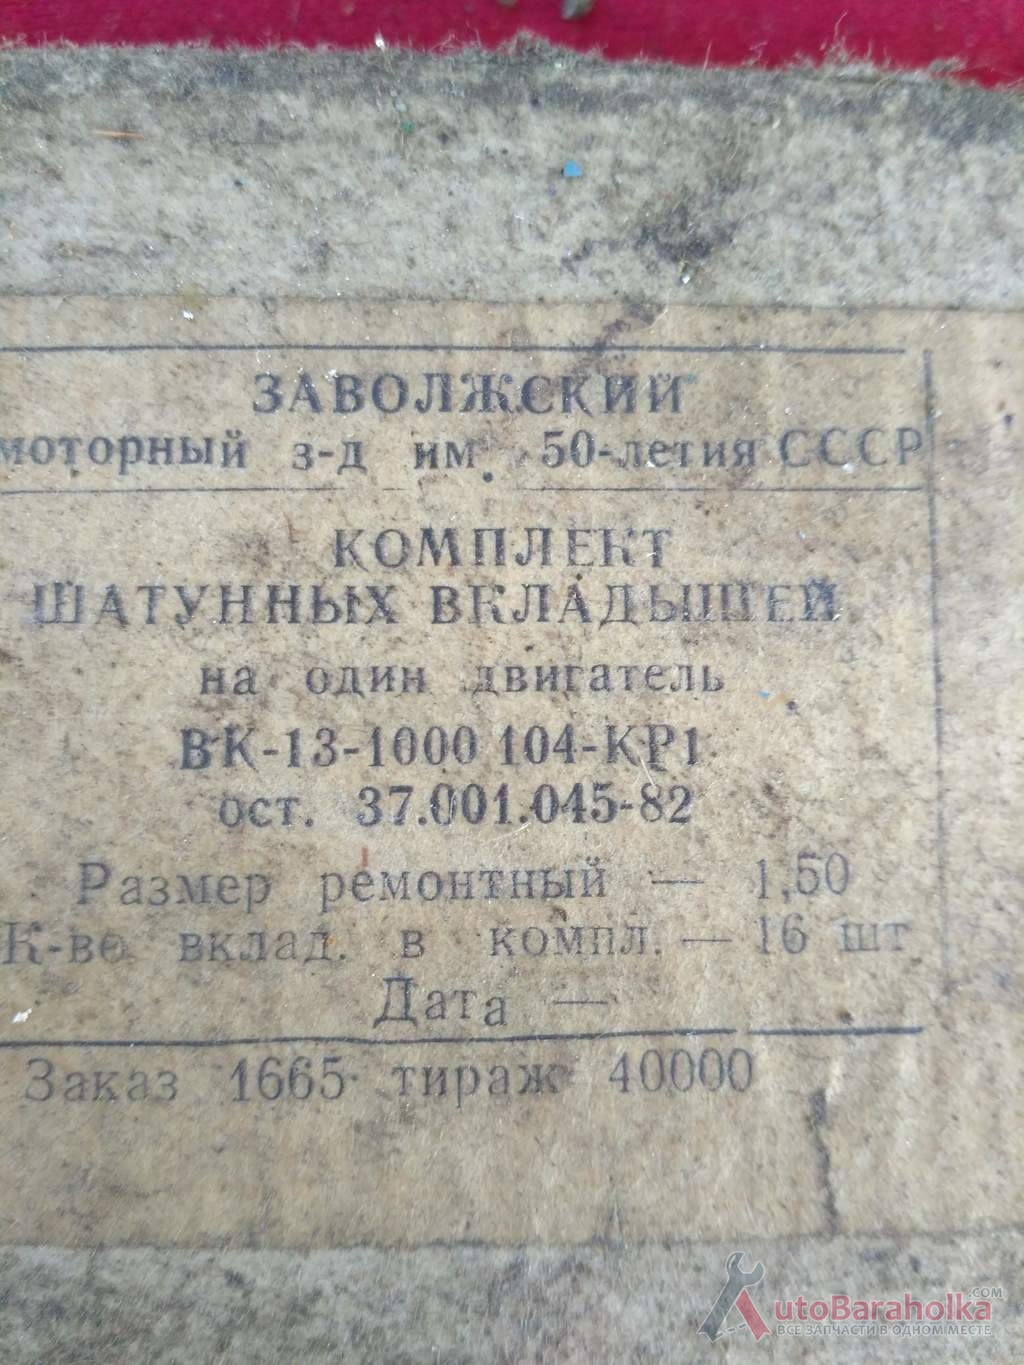 ЗАВОЛЖСКИЙ
моторный з-д им. 50-летия СССР
КОМПЛЕКТ
ШАТУННЫХ ВКЛАДЫШЕЙ
на один двигатель
ВК-13-1000 104-КР1
ост. 37.001.045-82
Размер ремонтный — 1,50
К-во вклад. в компл. — 16 шт
Дата —
Заказ 1665 тираж 40000
AutoBaraholka.COM
ВСЕ ЗАПЧАСТИ В ОДНОМ МЕСТЕ